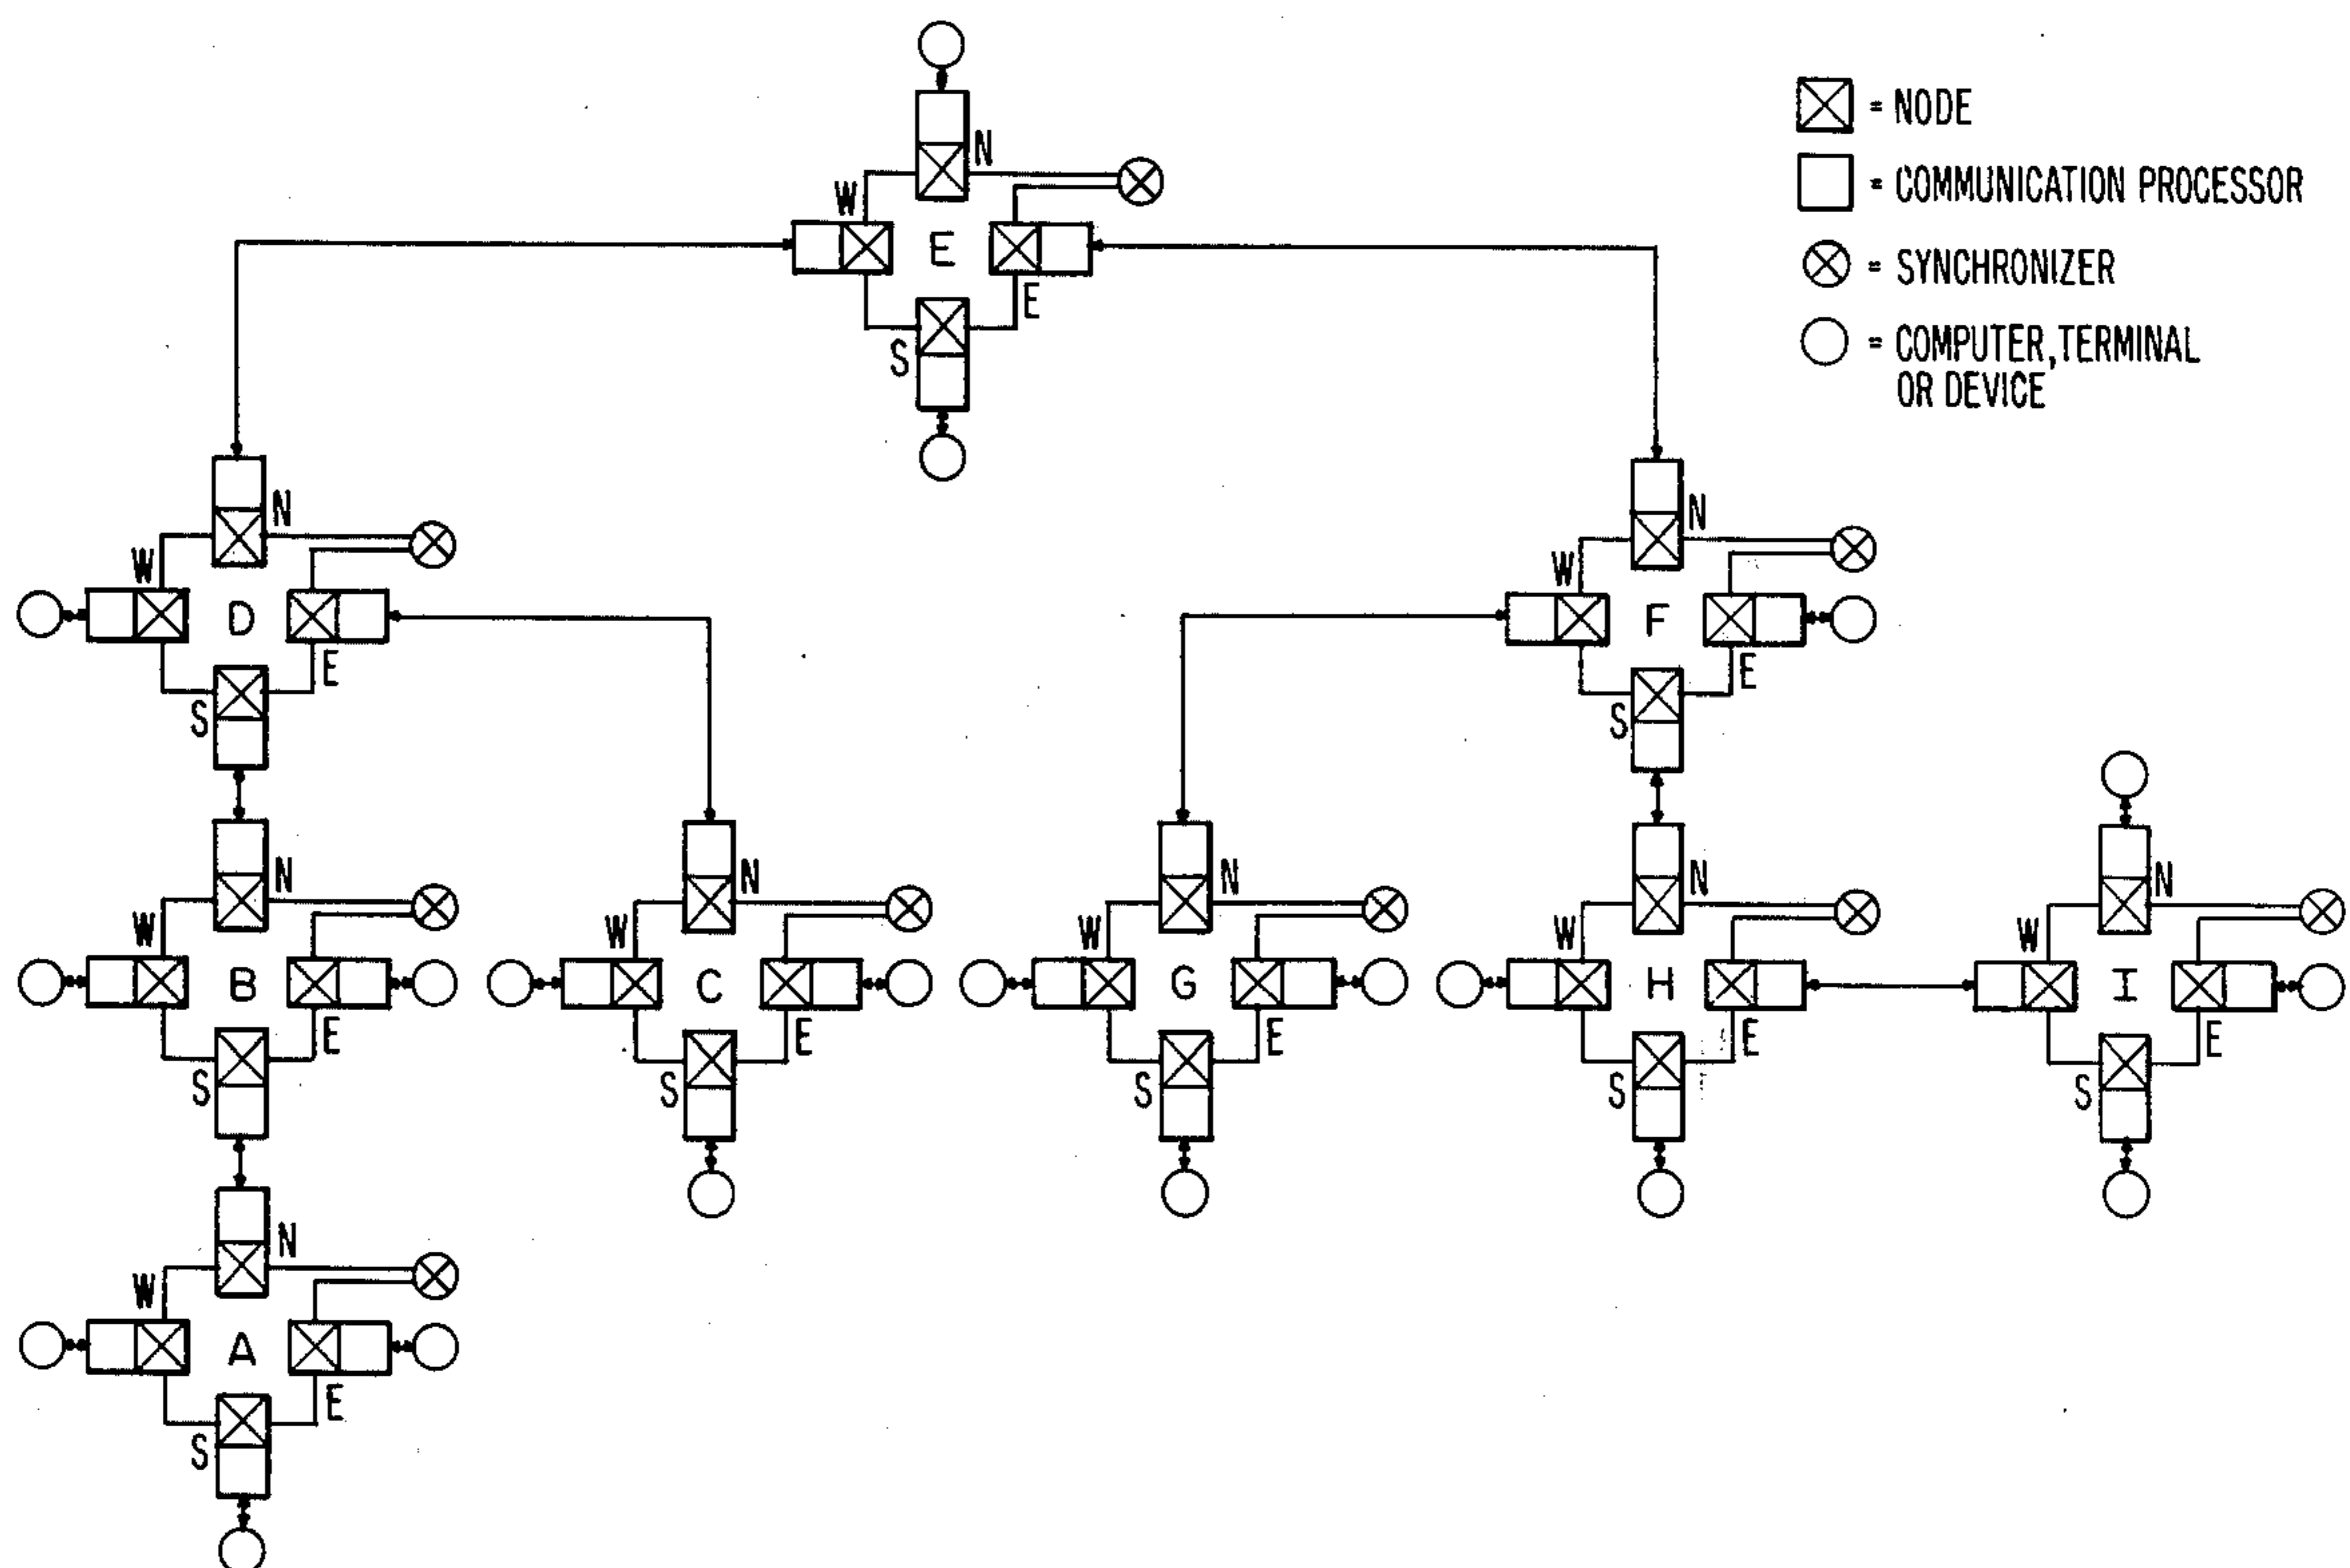 N
= NODE
= COMMUNICATION PROCESSOR
W
E
= SYNCHRONIZER
E
S
= COMPUTER, TERMINAL
OR DEVICE
N
W
D
E
S
N
W
F
E
S
N
W
B
E
S
N
W
C
E
S
N
W
G
E
S
N
W
H
E
S
N
W
I
E
S
N
W
A
E
S